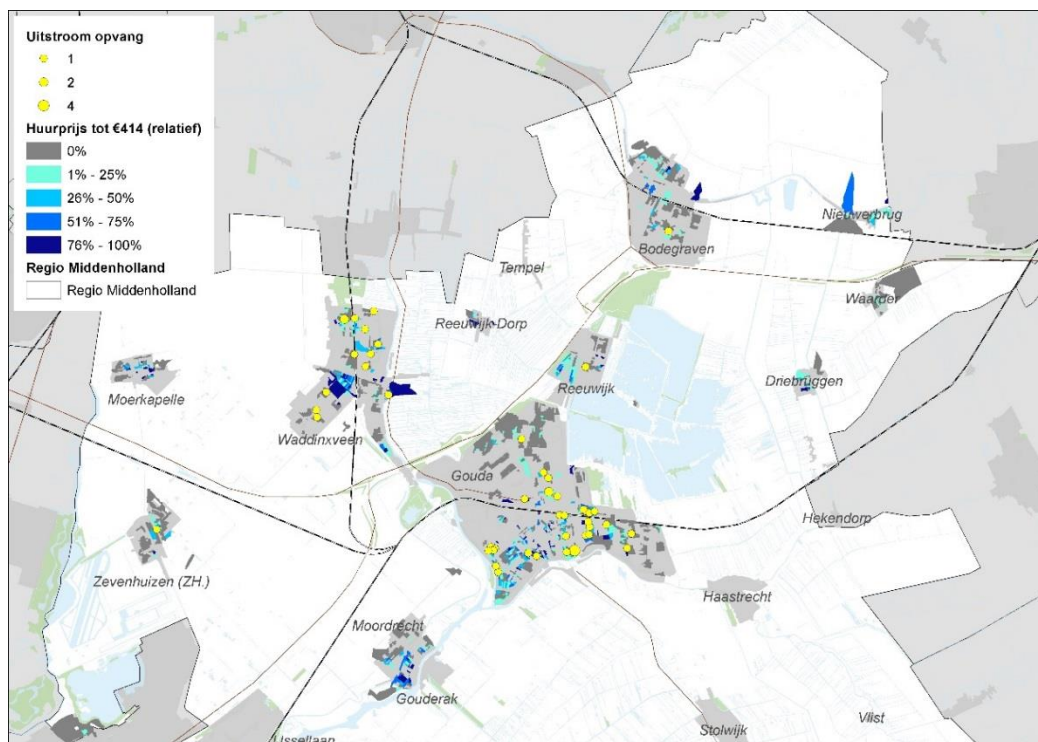 Uitstroom opvang
1
2
4
Huurprijs tot €414 (relatief)
0%
1% - 25%
26% - 50%
51% - 75%
76% - 100%
Regio Middenholland
Regio Middenholland
Nieuwerbrug
Bodegraven
Tempel
Waarder
Reeuwijk-Dorp
Driebruggen
Reeuwijk
Moerkapelle
Waddinxveen
Gouda
Hekendorp
Zevenhuizen (ZH.)
Haastrecht
Moordrecht
Gouderak
Vlist
Stolwijk
IJssellaan